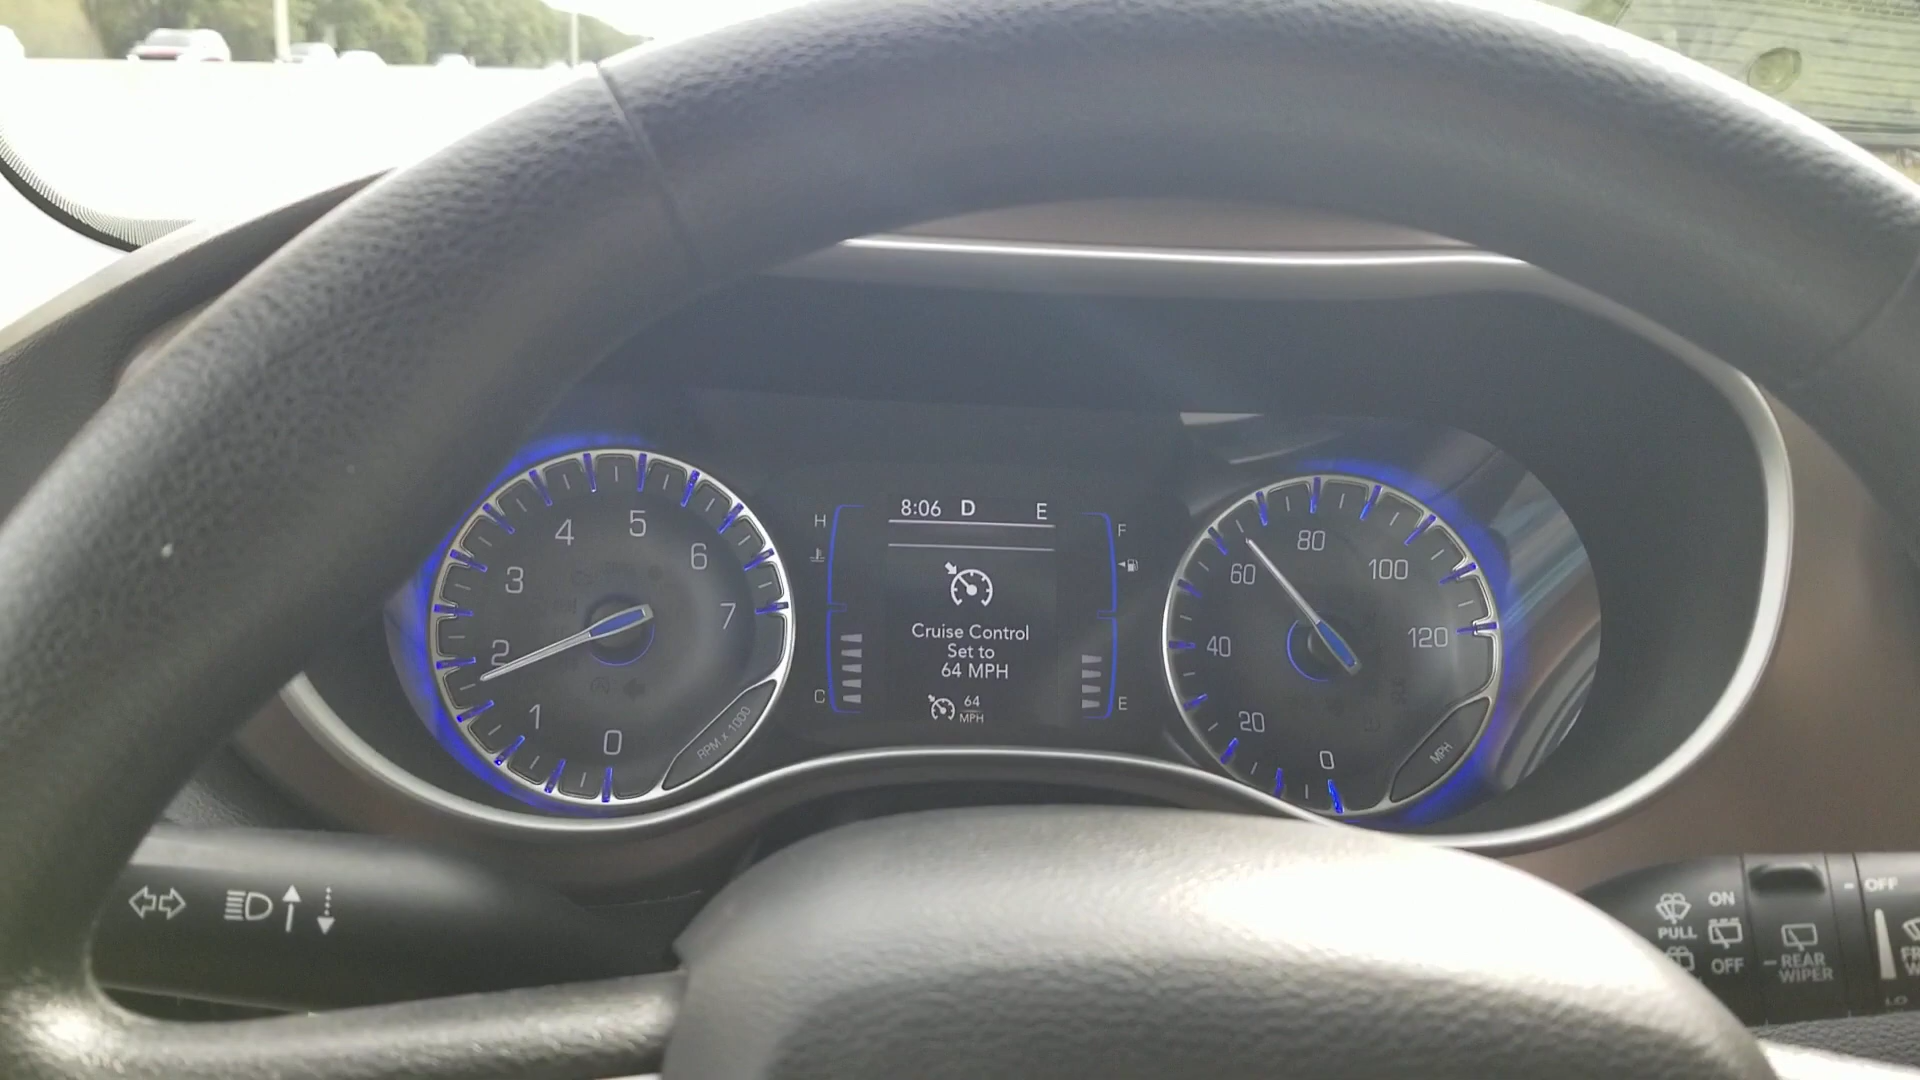 8:06 D E
Cruise Control
Set to
64 MPH
64
MPH
H
C
F
E
0
1
2
3
4
5
6
7
RPM x 1000
0
20
40
60
80
100
120
MPH
ON
PULL
OFF
REAR
WIPER
OFF
LO